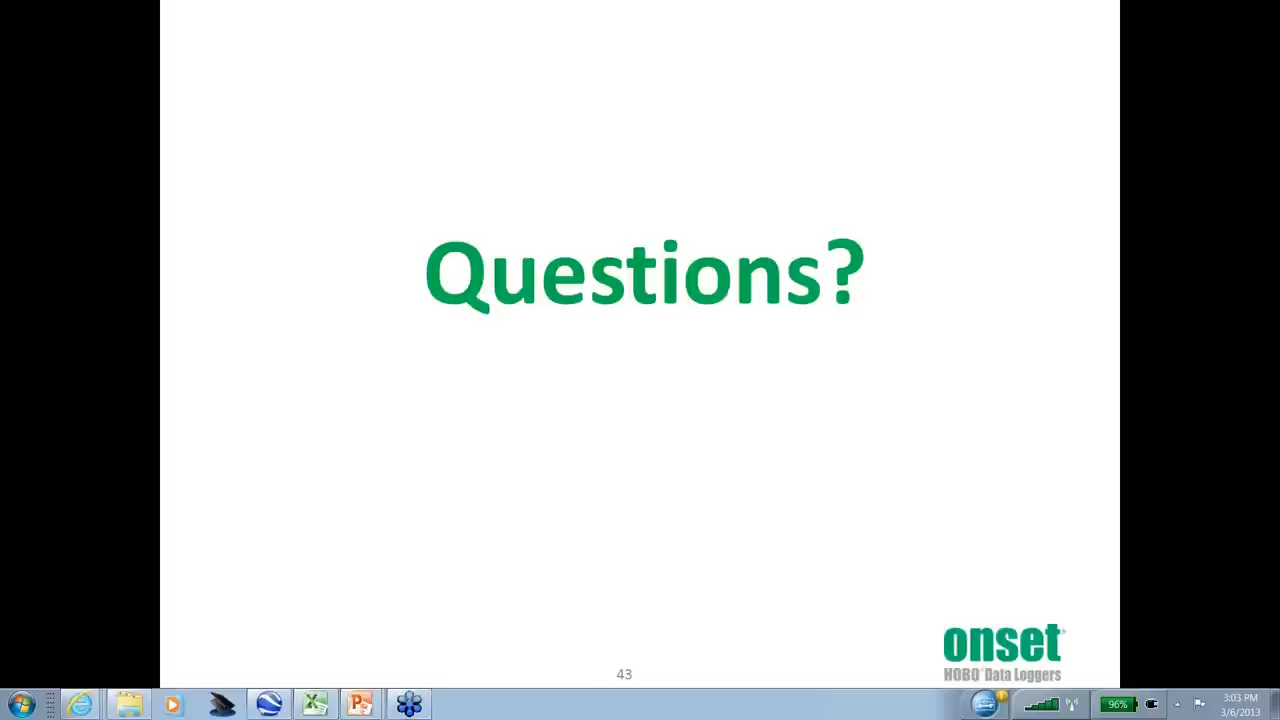 Questions?
onset®
HOBO® Data Loggers
43
96%
3:03 PM
3/6/2013